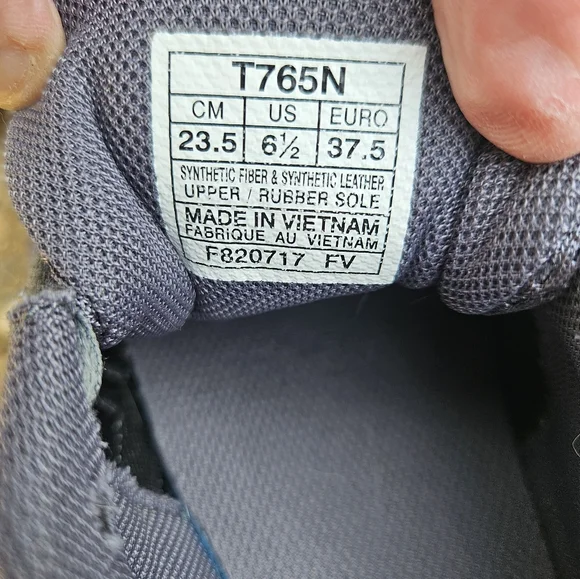 T765N
CM US EURO
23.5 6½ 37.5
SYNTHETIC FIBER & SYNTHETIC LEATHER
UPPER / RUBBER SOLE
MADE IN VIETNAM
FABRIQUE AU VIETNAM
F820717 FV